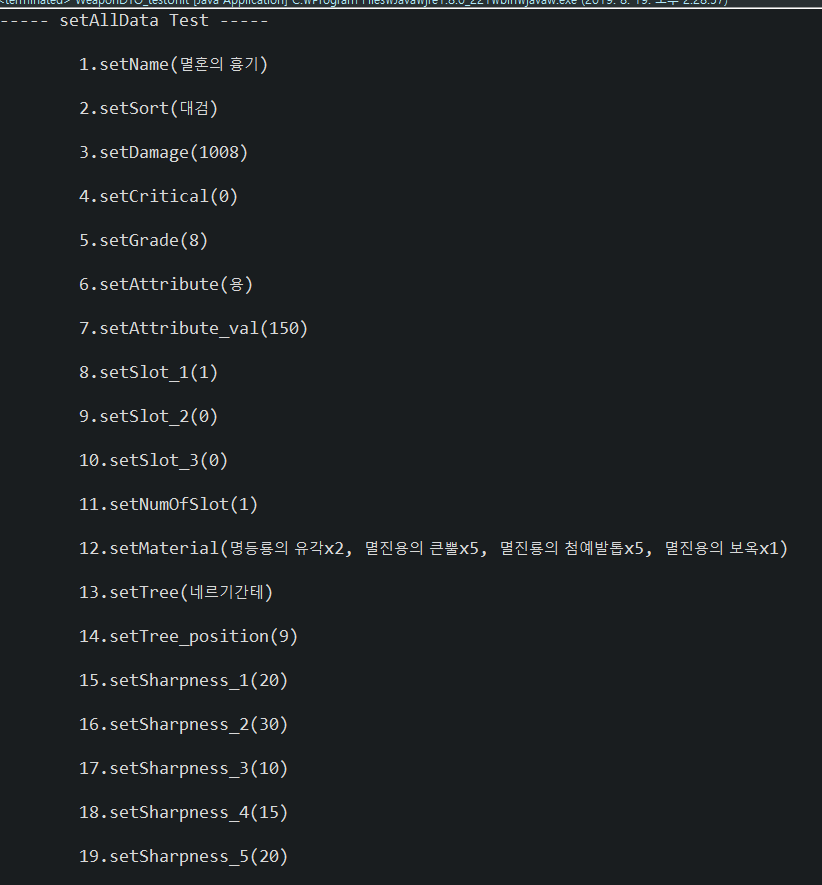 <terminated> WeaponDTO_testUnit [Java Application] C:\Program Files\Java\jre1.8.0_221\bin\javaw.exe (2019. 8. 19. 오후 2:28:57)
----- setAllData Test -----
1.setName(멸혼의 흉기)
2.setSort(대검)
3.setDamage(1008)
4.setCritical(0)
5.setGrade(8)
6.setAttribute(용)
7.setAttribute_val(150)
8.setSlot_1(1)
9.setSlot_2(0)
10.setSlot_3(0)
11.setNumOfSlot(1)
12.setMaterial(명등룡의 유각x2, 멸진용의 큰뿔x5, 멸진룡의 첨예발톱x5, 멸진용의 보옥x1)
13.setTree(네르기간테)
14.setTree_position(9)
15.setSharpness_1(20)
16.setSharpness_2(30)
17.setSharpness_3(10)
18.setSharpness_4(15)
19.setSharpness_5(20)